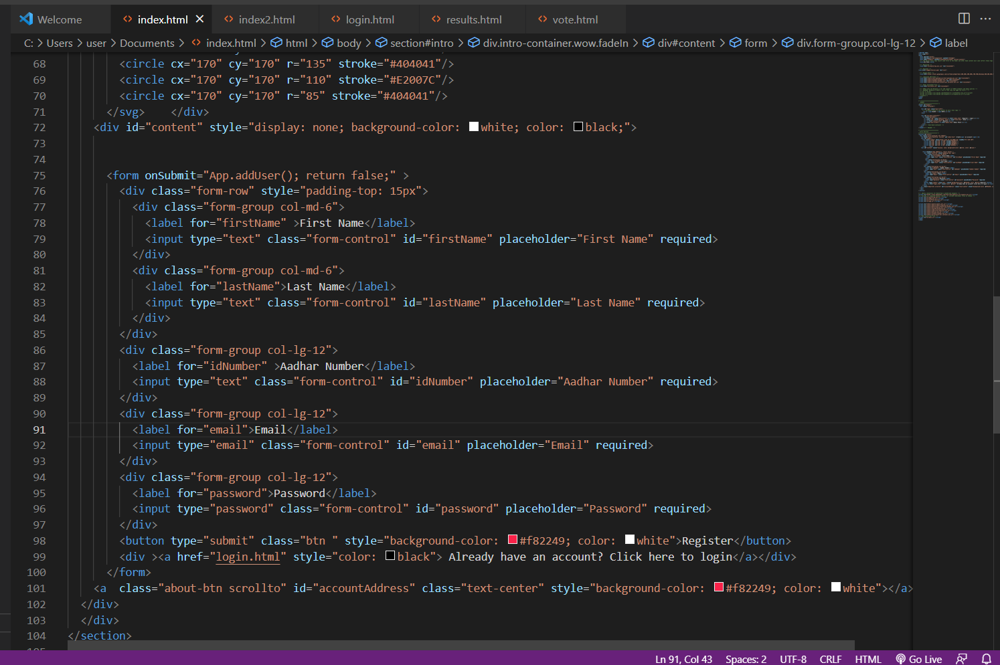 Welcome index.html index2.html login.html results.html vote.html
C: > Users > user > Documents > index.html > html > body > section#intro > div.intro-container.wow.fadeIn > div#content > form > div.form-group.col-lg-12 > label
68 <circle cx="170" cy="170" r="135" stroke="#404041"/>
69 <circle cx="170" cy="170" r="110" stroke="#E2007C"/>
70 <circle cx="170" cy="170" r="85" stroke="#404041"/>
71 </svg> </div>
72 <div id="content" style="display: none; background-color: white; color: black;">
73
74
75 <form onSubmit="App.addUser(); return false;" >
76 <div class="form-row" style="padding-top: 15px">
77 <div class="form-group col-md-6">
78 <label for="firstName" >First Name</label>
79 <input type="text" class="form-control" id="firstName" placeholder="First Name" required>
80 </div>
81 <div class="form-group col-md-6">
82 <label for="lastName">Last Name</label>
83 <input type="text" class="form-control" id="lastName" placeholder="Last Name" required>
84 </div>
85 </div>
86 <div class="form-group col-lg-12">
87 <label for="idNumber" >Aadhar Number</label>
88 <input type="text" class="form-control" id="idNumber" placeholder="Aadhar Number" required>
89 </div>
90 <div class="form-group col-lg-12">
91 <label for="email">Email</label>
92 <input type="email" class="form-control" id="email" placeholder="Email" required>
93 </div>
94 <div class="form-group col-lg-12">
95 <label for="password">Password</label>
96 <input type="password" class="form-control" id="password" placeholder="Password" required>
97 </div>
98 <button type="submit" class="btn " style="background-color: #f82249; color: white">Register</button>
99 <div ><a href="login.html" style="color: black"> Already have an account? Click here to login</a></div>
100 </form>
101 <a  class="about-btn scrollto" id="accountAddress" class="text-center" style="background-color: #f82249; color: white"></a>
102 </div>
103 </div>
104 </section>
Ln 91, Col 43 Spaces: 2 UTF-8 CRLF HTML Go Live